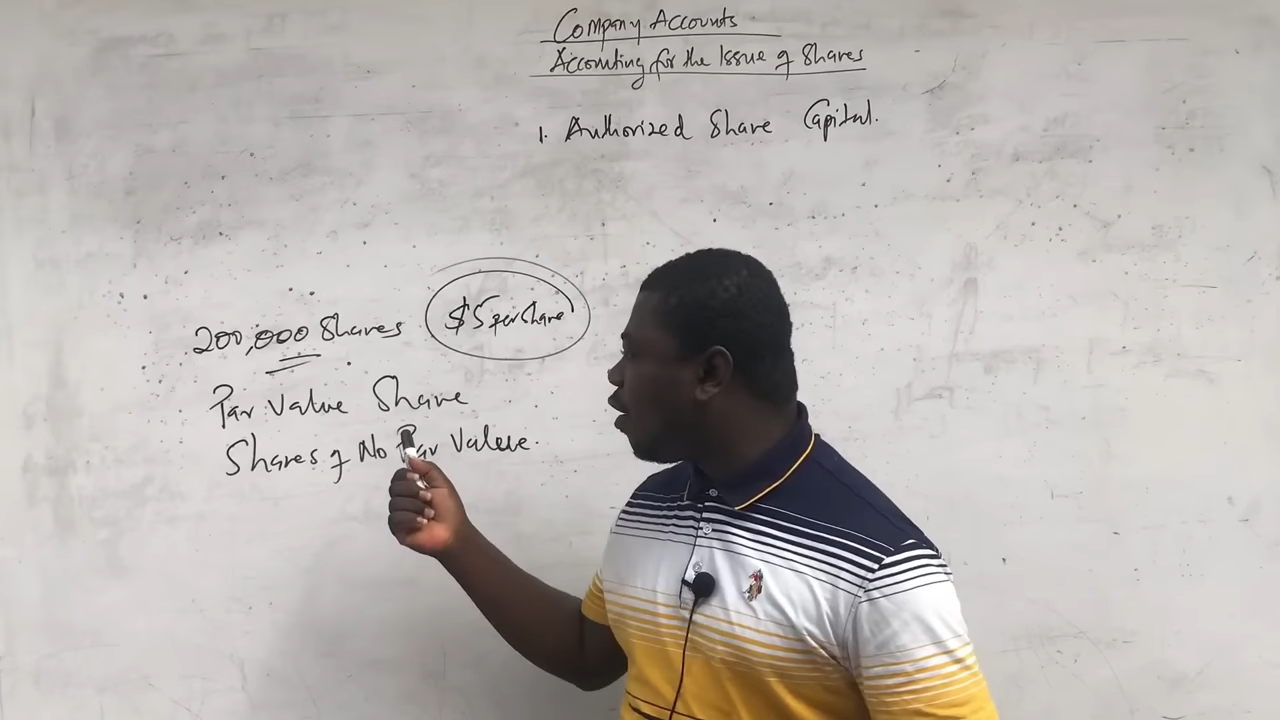 Company Accounts
Accounting for the Issue of Shares
1. Authorized Share Capital.
200,000 Shares $5 per share
Par Value Share
Shares of No Par Value.